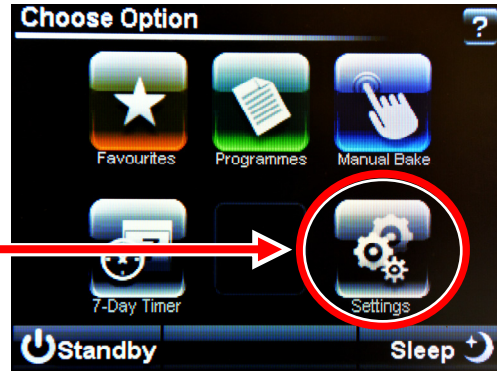 Choose Option
?
Favourites Programmes Manual Bake
7-Day Timer Settings
Standby Sleep